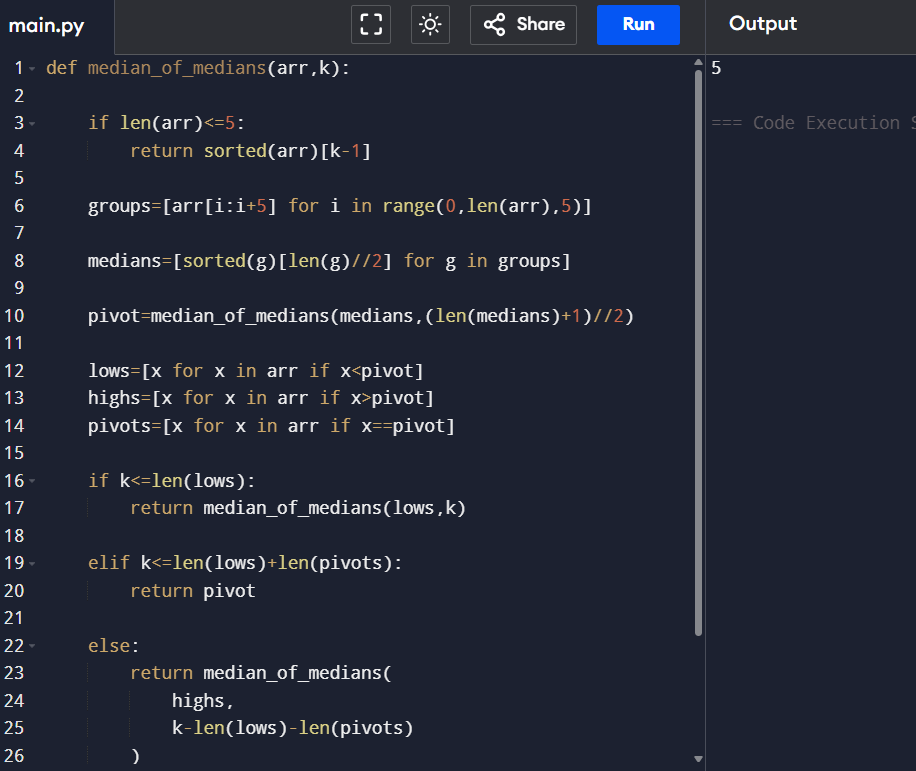 main.py Share Run Output
1 def median_of_medians(arr,k):
2
3 if len(arr)<=5:
4 return sorted(arr)[k-1]
5
6 groups=[arr[i:i+5] for i in range(0,len(arr),5)]
7
8 medians=[sorted(g)[len(g)//2] for g in groups]
9
10 pivot=median_of_medians(medians,(len(medians)+1)//2)
11
12 lows=[x for x in arr if x<pivot]
13 highs=[x for x in arr if x>pivot]
14 pivots=[x for x in arr if x==pivot]
15
16 if k<=len(lows):
17 return median_of_medians(lows,k)
18
19 elif k<=len(lows)+len(pivots):
20 return pivot
21
22 else:
23 return median_of_medians(
24 highs,
25 k-len(lows)-len(pivots)
26 )
5
=== Code Execution